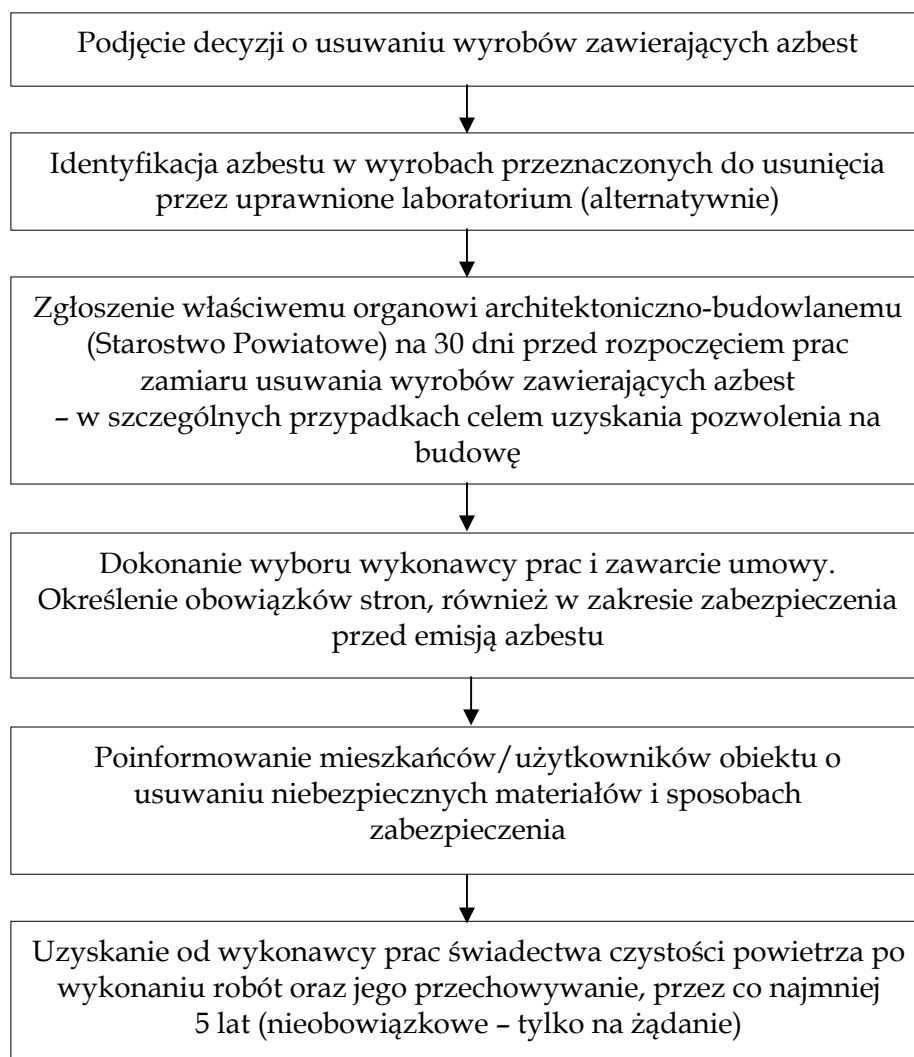 Podjęcie decyzji o usuwaniu wyrobów zawierających azbest
Identyfikacja azbestu w wyrobach przeznaczonych do usunięcia
przez uprawnione laboratorium (alternatywnie)
Zgłoszenie właściwemu organowi architektoniczno-budowlanemu
(Starostwo Powiatowe) na 30 dni przed rozpoczęciem prac
zamiaru usuwania wyrobów zawierających azbest
– w szczególnych przypadkach celem uzyskania pozwolenia na
budowę
Dokonanie wyboru wykonawcy prac i zawarcie umowy.
Określenie obowiązków stron, również w zakresie zabezpieczenia
przed emisją azbestu
Poinformowanie mieszkańców/użytkowników obiektu o
usuwaniu niebezpiecznych materiałów i sposobach
zabezpieczenia
Uzyskanie od wykonawcy prac świadectwa czystości powietrza po
wykonaniu robót oraz jego przechowywanie, przez co najmniej
5 lat (nieobowiązkowe – tylko na żądanie)